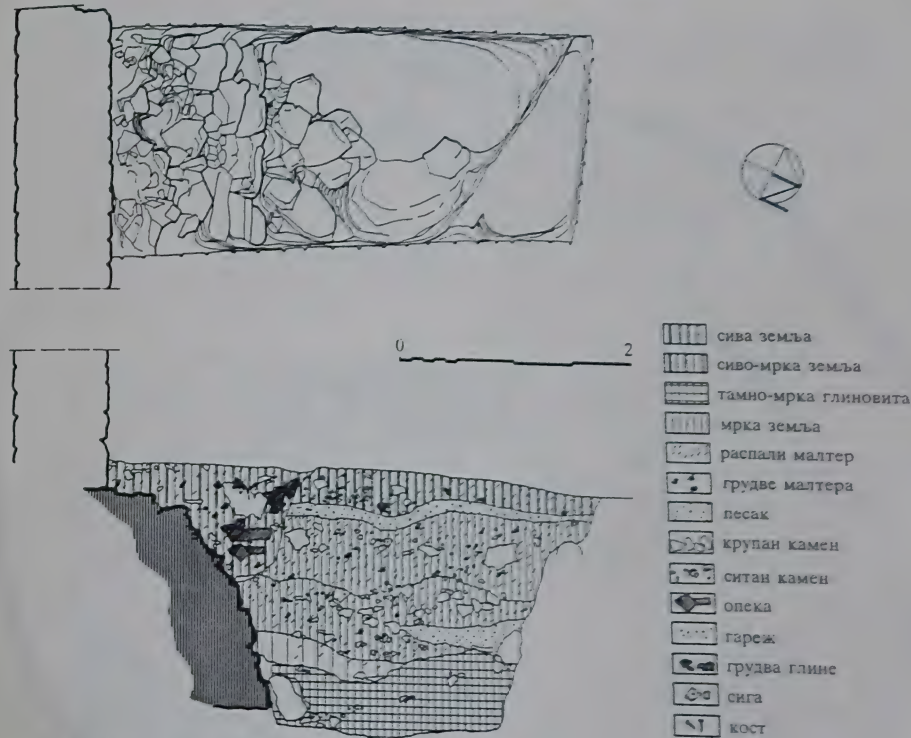 0 2
сива земља
сиво-мрка земља
тамно-мрка глиновита
мрка земља
распали малтер
грудве малтера
песак
крупан камен
ситан камен
опека
гареж
грудва глине
сига
кост